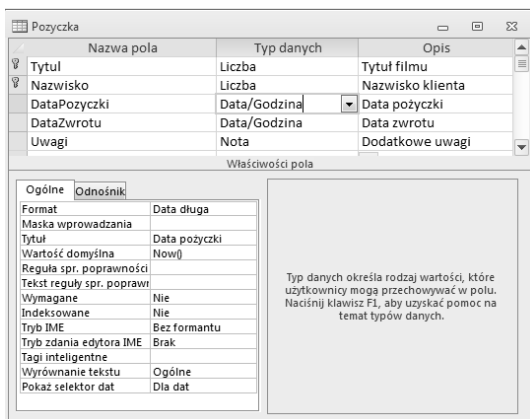 Pozyczka
Nazwa pola Typ danych Opis
Tytul Liczba Tytuł filmu
Nazwisko Liczba Nazwisko klienta
DataPozyczki Data/Godzina Data pożyczki
DataZwrotu Data/Godzina Data zwrotu
Uwagi Nota Dodatkowe uwagi
Właściwości pola
Ogólne Odnośnik
Format Data długa
Maska wprowadzania
Tytuł Data pożyczki
Wartość domyślna Now()
Reguła spr. poprawności
Tekst reguły spr. poprawr
Wymagane Nie
Indeksowane Nie
Tryb IME Bez formantu
Tryb zdania edytora IME Brak
Tagi inteligentne
Wyrównanie tekstu Ogólne
Pokaż selektor dat Dla dat
Typ danych określa rodzaj wartości, które
użytkownicy mogą przechowywać w polu.
Naciśnij klawisz F1, aby uzyskać pomoc na
temat typów danych.